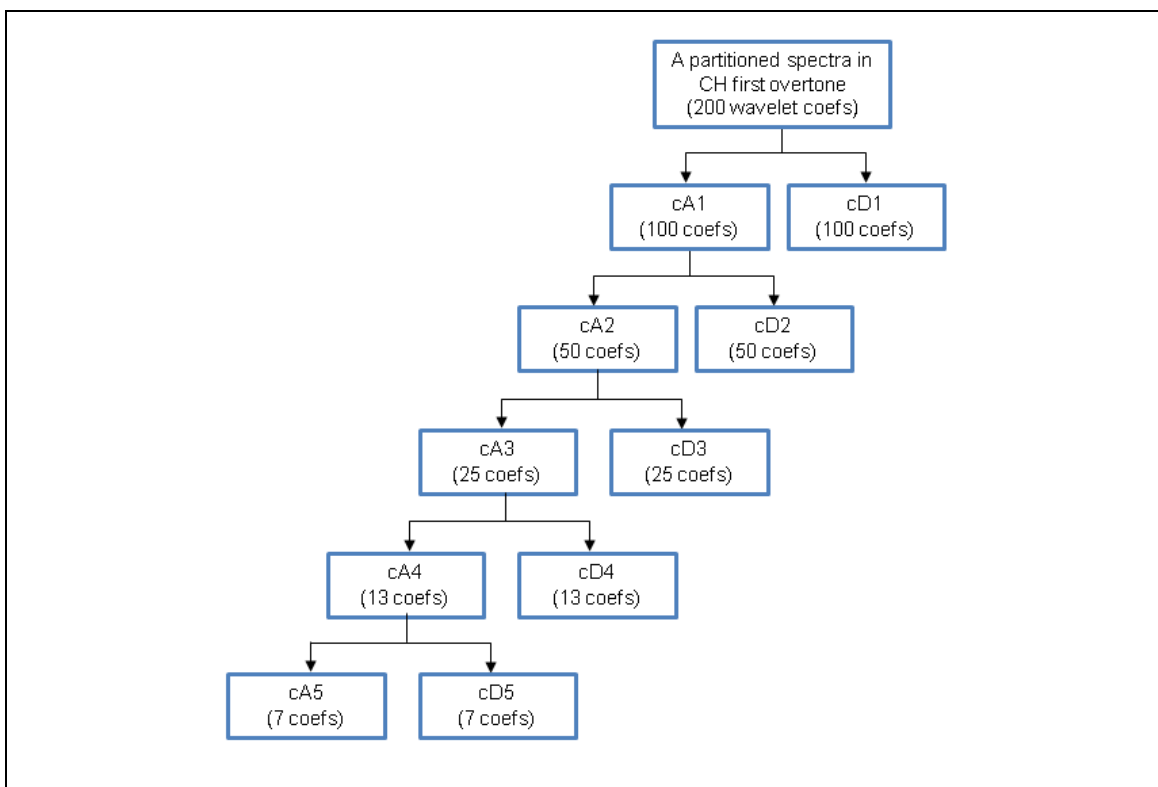 A partitioned spectra in
CH first overtone
(200 wavelet coefs)
cA1
(100 coefs)
cD1
(100 coefs)
cA2
(50 coefs)
cD2
(50 coefs)
cA3
(25 coefs)
cD3
(25 coefs)
cA4
(13 coefs)
cD4
(13 coefs)
cA5
(7 coefs)
cD5
(7 coefs)